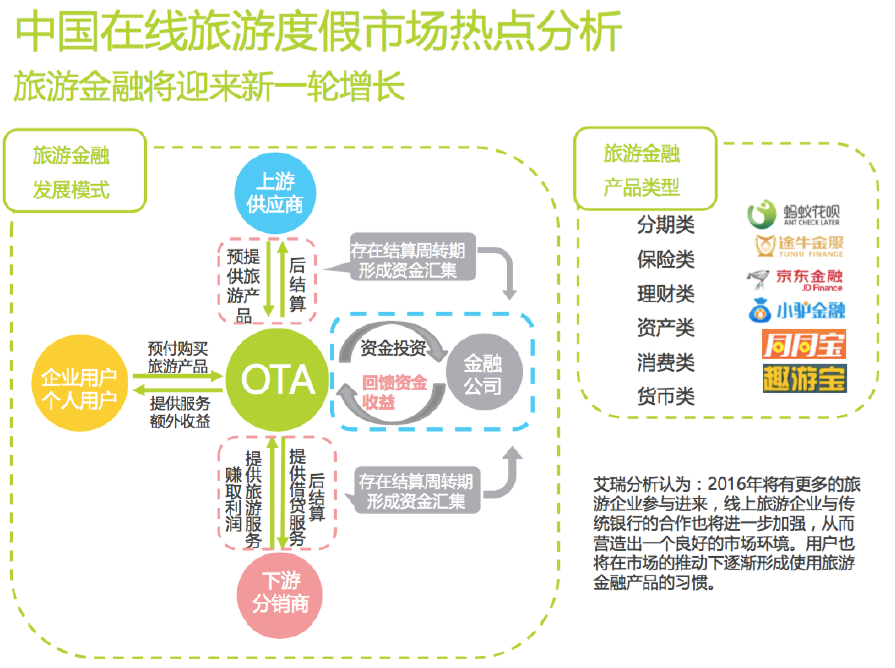 中国在线旅游度假市场热点分析
旅游金融将迎来新一轮增长
旅游金融
发展模式
上游
供应商
预提
供旅
游产
品
后结算
存在结算周转期
形成资金汇集
企业用户
个人用户
预付购买
旅游产品
提供服务
额外收益
OTA
资金投资
回馈资金
收益
金融
公司
赚取利润
提供旅游服务
提供借贷服务
后结算
存在结算周转期
形成资金汇集
下游
分销商
旅游金融
产品类型
分期类
保险类
理财类
资产类
消费类
货币类
蚂蚁花呗
ANT CHECK LATER
途牛金服
TUNIU FINANCE
京东金融
JD Finance
小驴金融
同同宝
趣游宝
艾瑞分析认为：2016年将有更多的旅
游企业参与进来，线上旅游企业与传
统银行的合作也将进一步加强，从而
营造出一个良好的市场环境。用户也
将在市场的推动下逐渐形成使用旅游
金融产品的习惯。